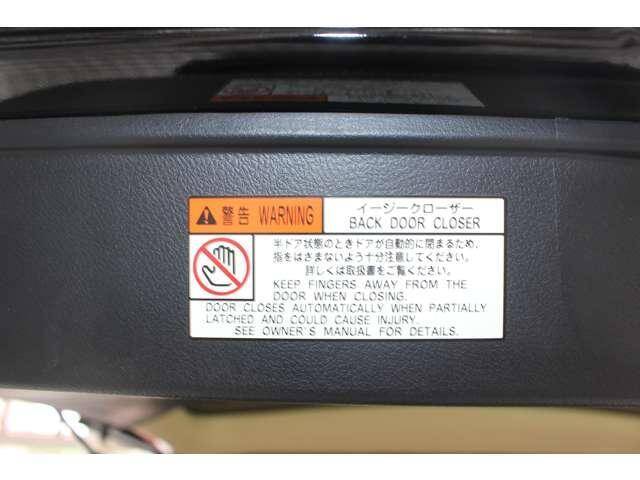 警告 WARNING
イージークローザー
BACK DOOR CLOSER
半ドア状態のときドアが自動的に閉まるため、
指をはさまないよう十分注意してください。
詳しくは取扱書をご覧ください。
KEEP FINGERS AWAY FROM THE
DOOR WHEN CLOSING.
DOOR CLOSES AUTOMATICALLY WHEN PARTIALLY
LATCHED AND COULD CAUSE INJURY.
SEE OWNER'S MANUAL FOR DETAILS.